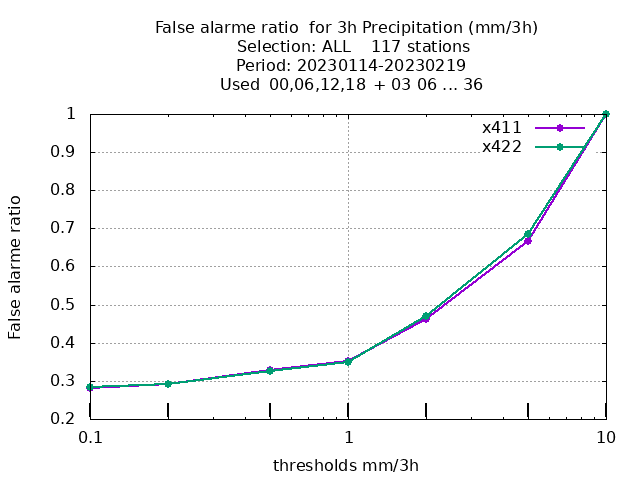 False alarme ratio  for 3h Precipitation (mm/3h)
Selection: ALL    117 stations
Period: 20230114-20230219
Used  00,06,12,18  + 03 06 ... 36
x411
x422
1
0.9
0.8
0.7
0.6
0.5
0.4
0.3
0.2
False alarme ratio
0.1 1 10
thresholds mm/3h